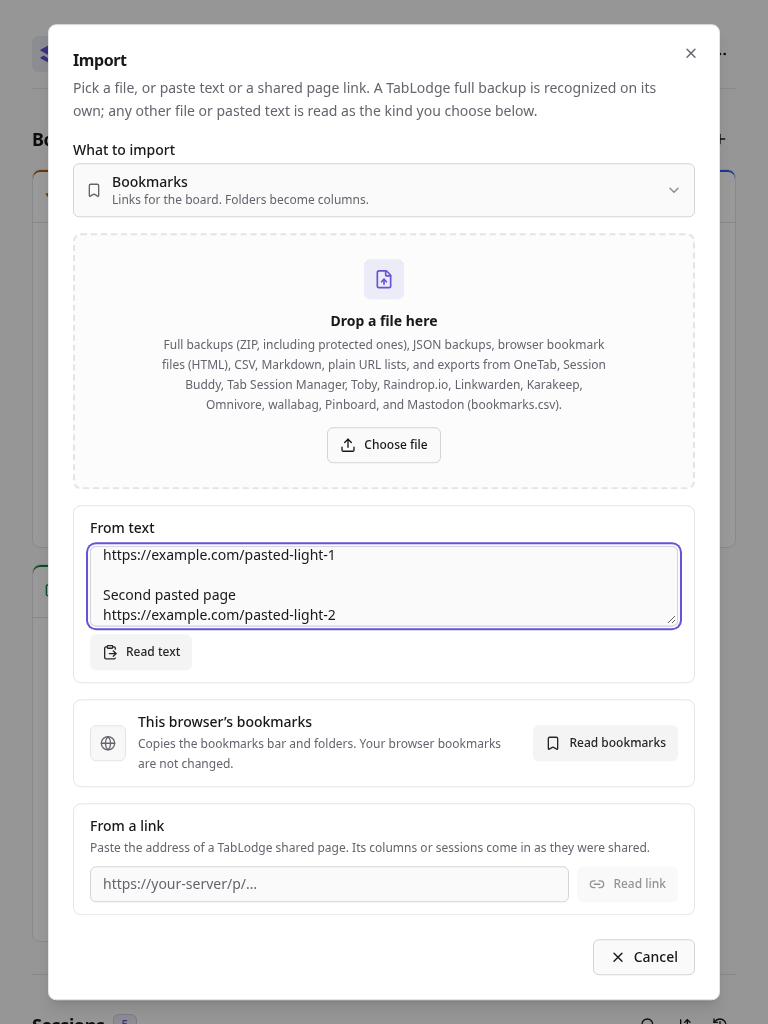 Import
Pick a file, or paste text or a shared page link. A TabLodge full backup is recognized on its
own; any other file or pasted text is read as the kind you choose below.
What to import
Bookmarks
Links for the board. Folders become columns.
Drop a file here
Full backups (ZIP, including protected ones), JSON backups, browser bookmark
files (HTML), CSV, Markdown, plain URL lists, and exports from OneTab, Session
Buddy, Tab Session Manager, Toby, Raindrop.io, Linkwarden, Karakeep,
Omnivore, wallabag, Pinboard, and Mastodon (bookmarks.csv).
Choose file
From text
https://example.com/pasted-light-1
Second pasted page
https://example.com/pasted-light-2
Read text
This browser’s bookmarks
Copies the bookmarks bar and folders. Your browser bookmarks
are not changed.
Read bookmarks
From a link
Paste the address of a TabLodge shared page. Its columns or sessions come in as they were shared.
https://your-server/p/...
Read link
Cancel
Sessions